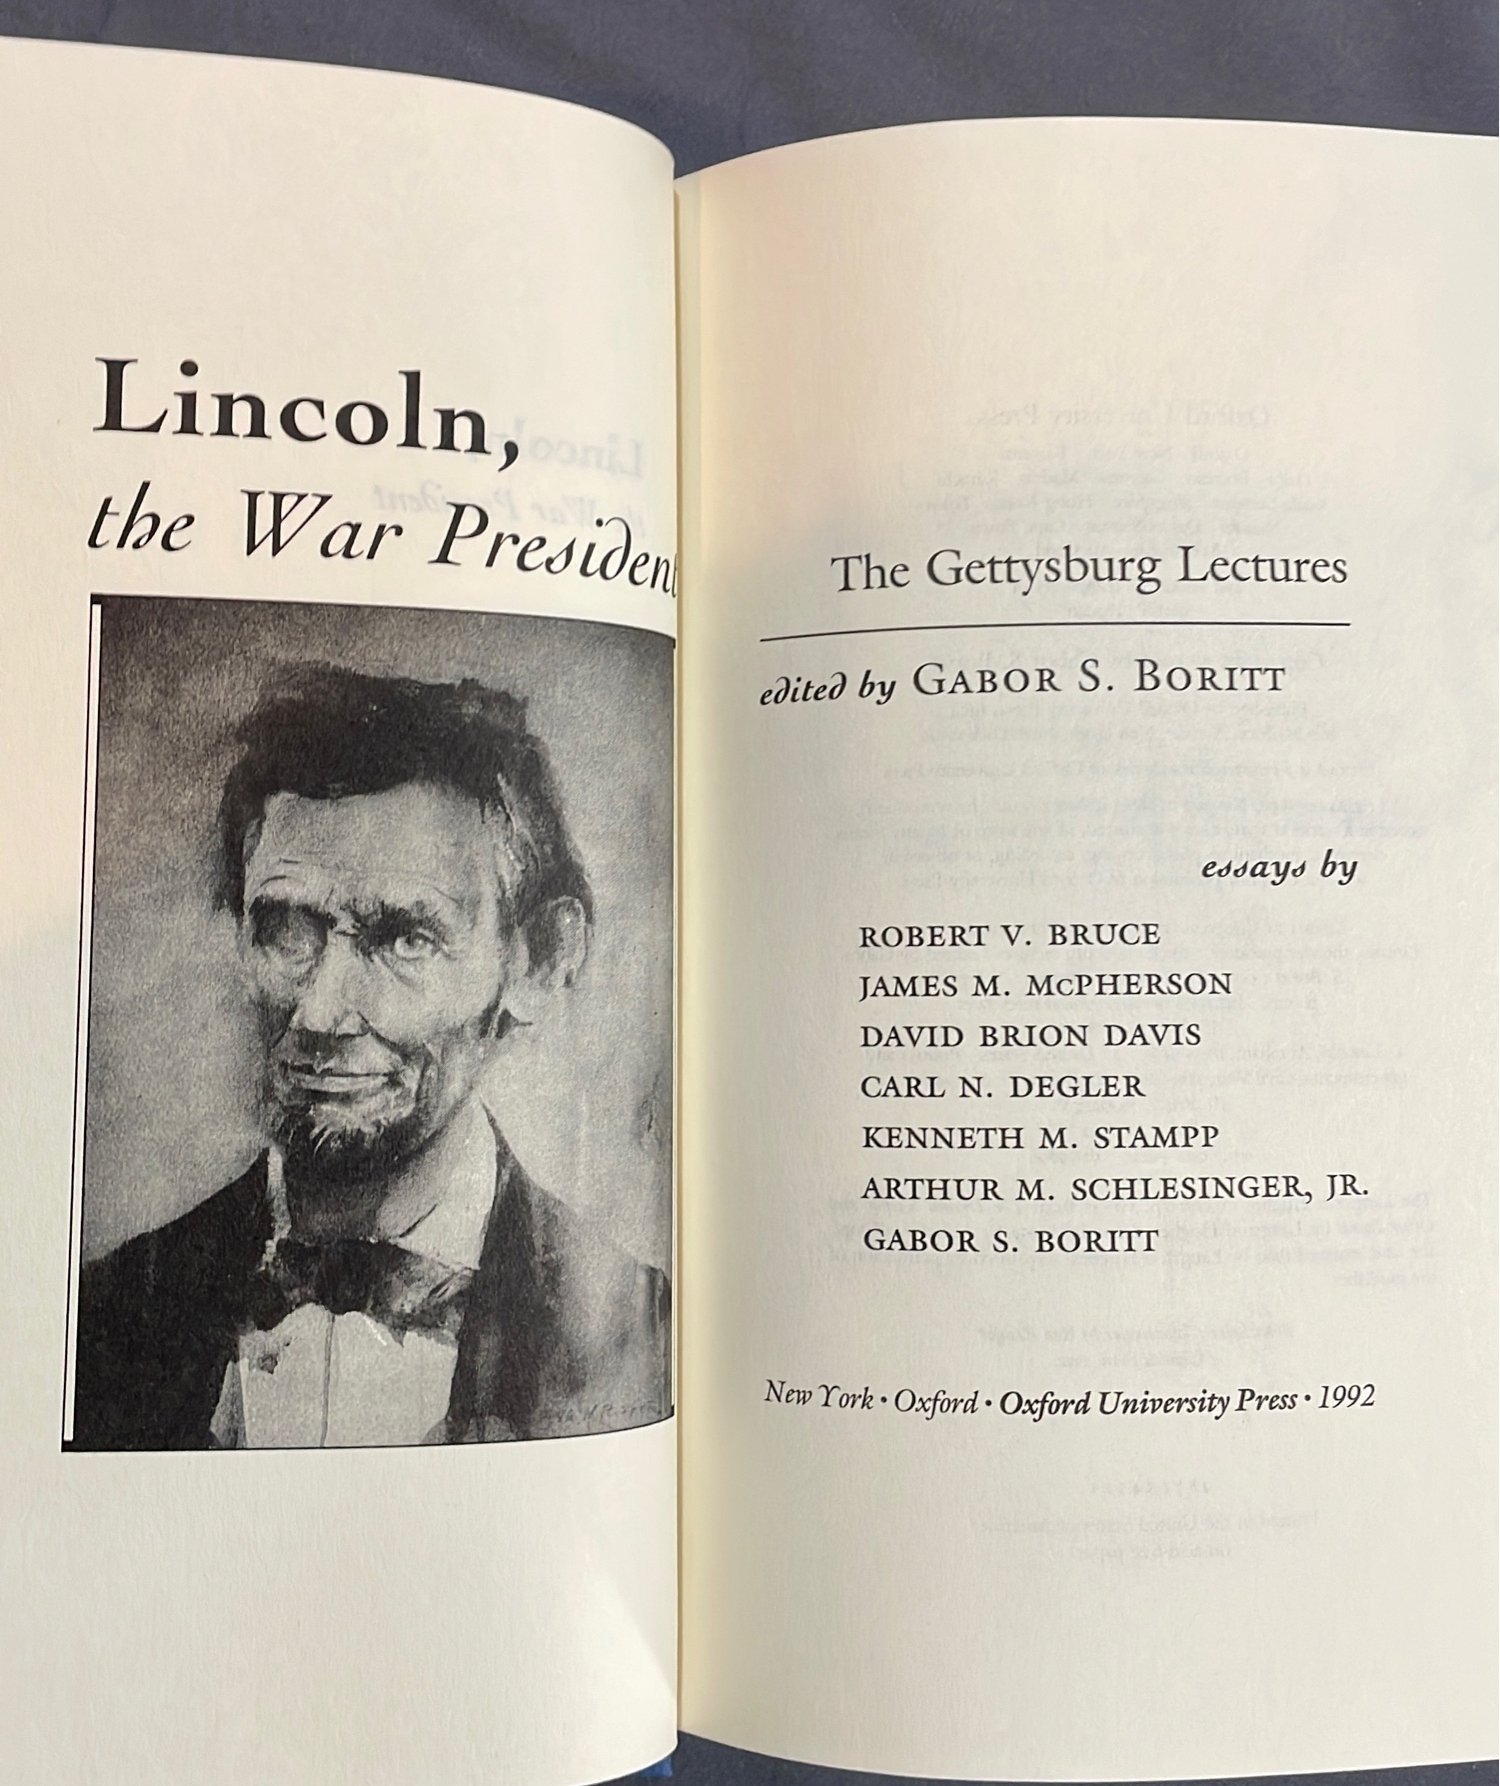 Lincoln,
the War President
The Gettysburg Lectures
edited by GABOR S. BORITT
essays by
ROBERT V. BRUCE
JAMES M. McPHERSON
DAVID BRION DAVIS
CARL N. DEGLER
KENNETH M. STAMPP
ARTHUR M. SCHLESINGER, JR.
GABOR S. BORITT
New York • Oxford • Oxford University Press • 1992